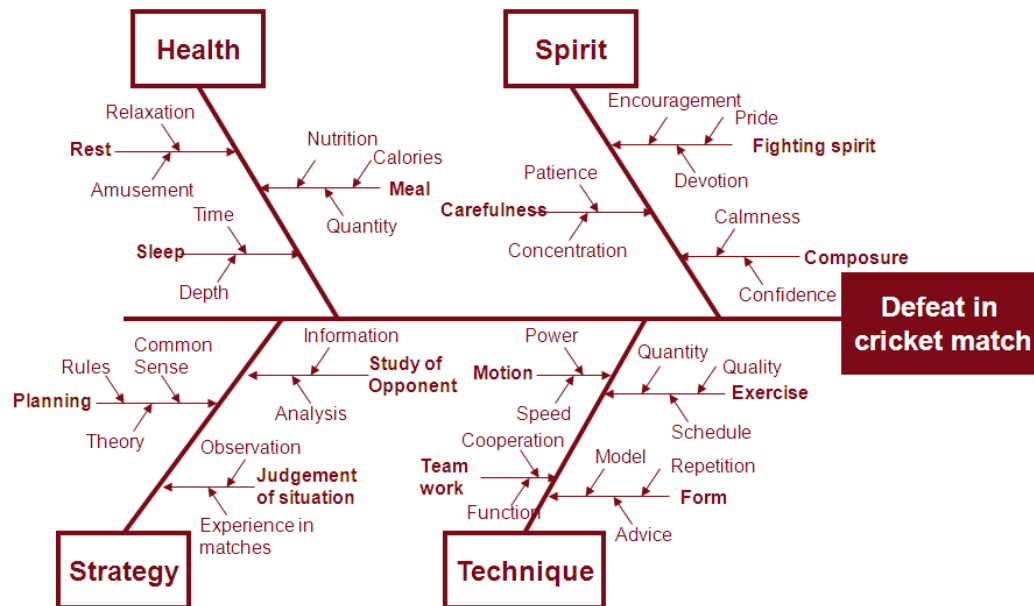 Health
Spirit
Relaxation
Rest
Amusement
Nutrition
Calories
Meal
Quantity
Time
Sleep
Depth
Encouragement
Pride
Fighting spirit
Devotion
Patience
Carefulness
Concentration
Calmness
Composure
Confidence
Defeat in
cricket match
Common
Sense
Rules
Planning
Theory
Information
Study of
Opponent
Analysis
Observation
Judgement
of situation
Experience in
matches
Power
Motion
Speed
Quantity
Quality
Exercise
Schedule
Cooperation
Team
work
Function
Model
Repetition
Form
Advice
Strategy
Technique